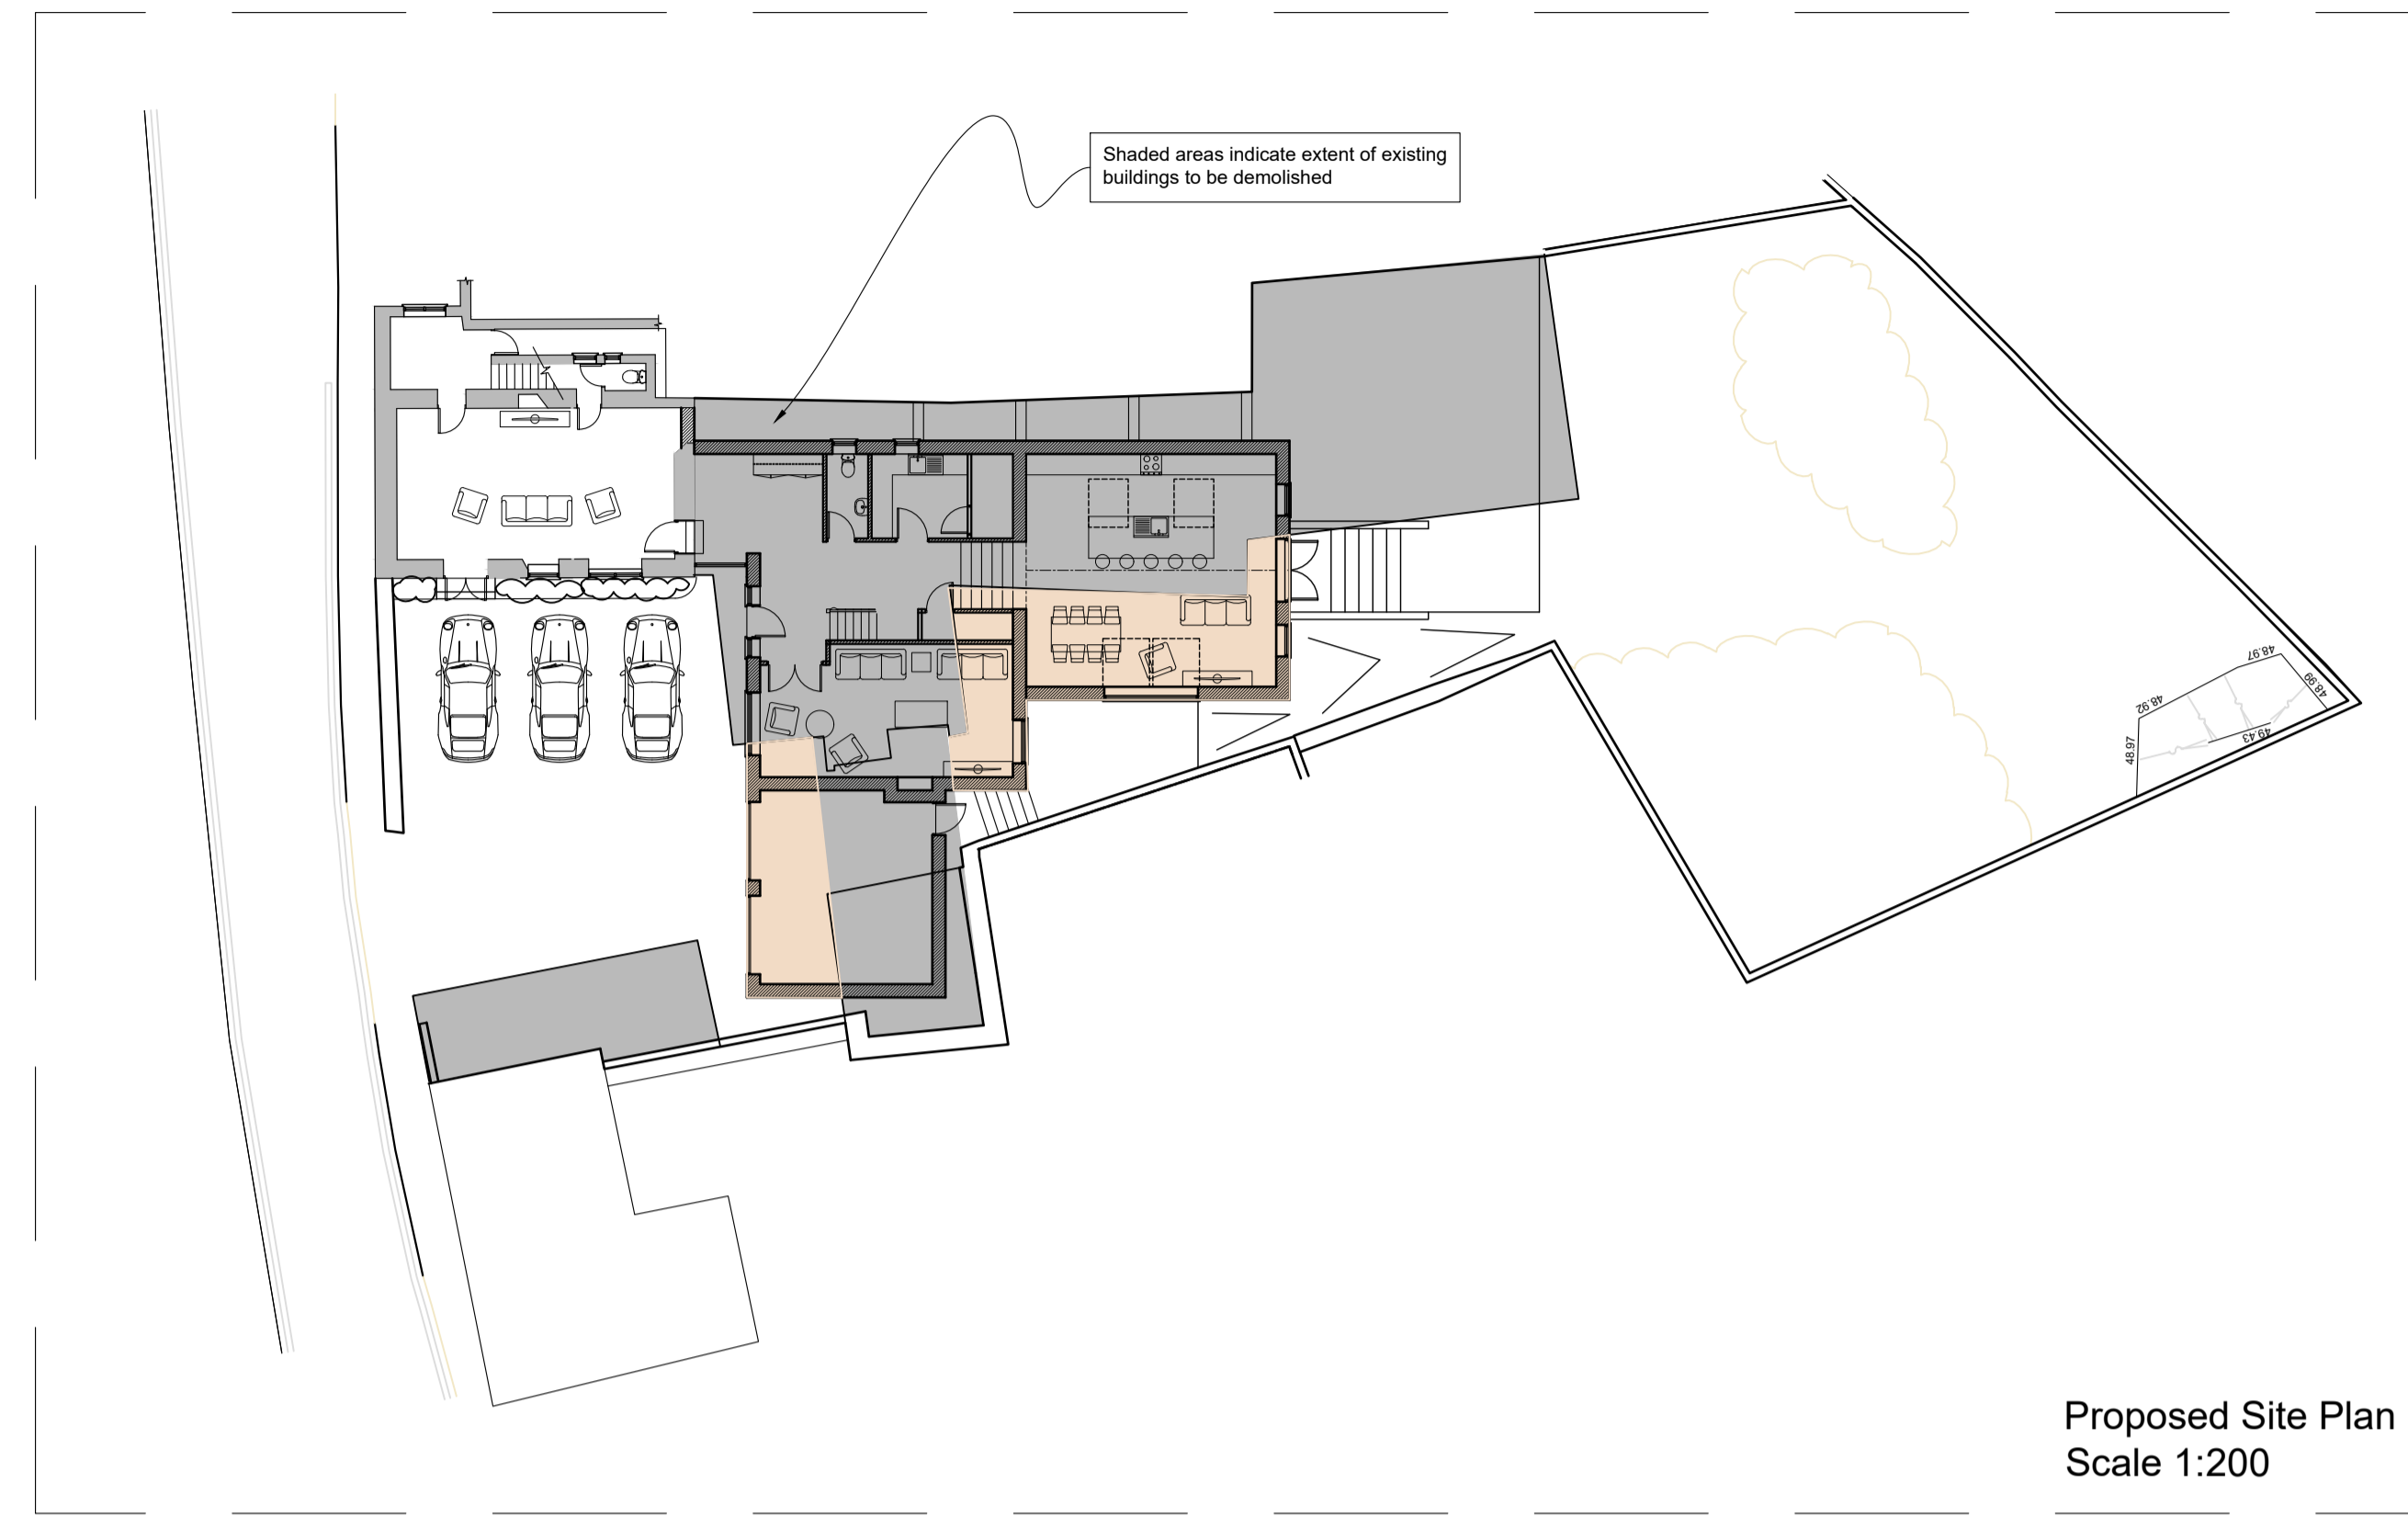 Shaded areas indicate extent of existing
buildings to be demolished
48.97
48.99
48.92
49.43
48.97
Proposed Site Plan
Scale 1:200